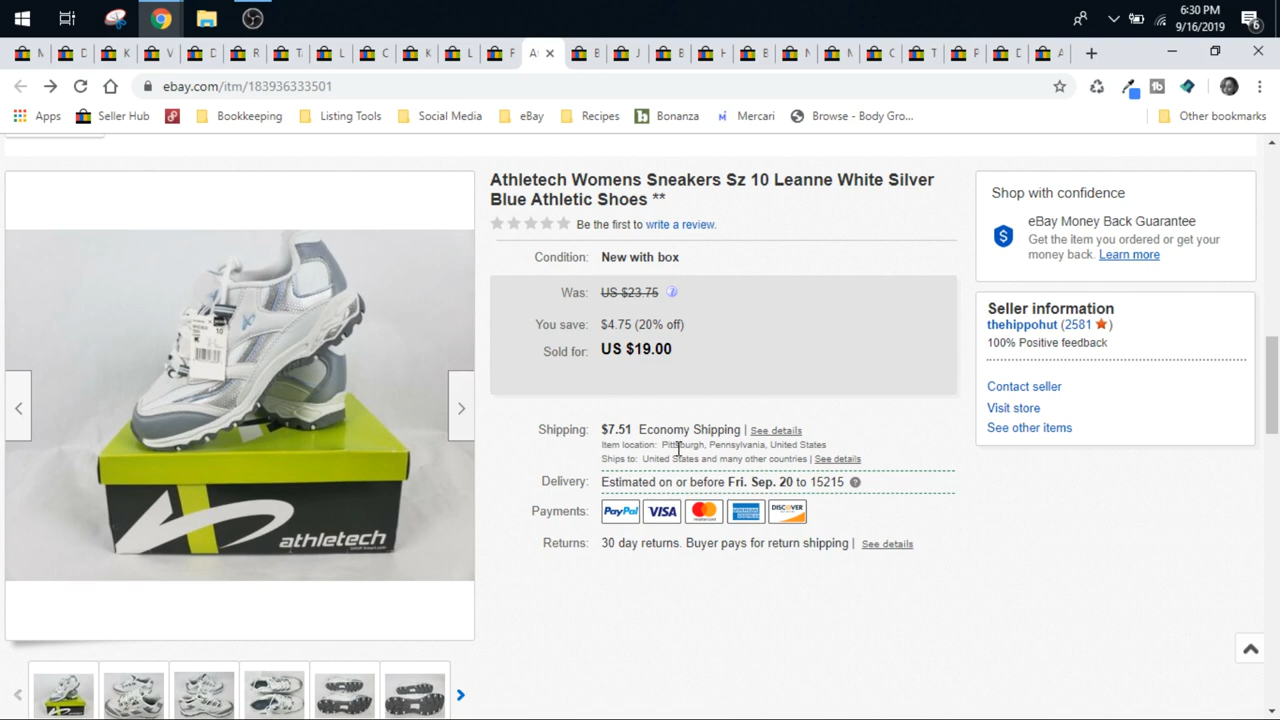 6:30 PM
9/16/2019
6
M
D
K
V
D
R
T
L
C
K
L
F
A
B
J
B
H
B
N
N
C
T
P
D
A
ebay.com/itm/183936333501
Apps
Seller Hub
Bookkeeping
Listing Tools
Social Media
eBay
Recipes
Bonanza
Mercari
Browse - Body Gro...
Other bookmarks
Athletech Womens Sneakers Sz 10 Leanne White Silver
Blue Athletic Shoes **
Be the first to write a review.
Condition: New with box
Was: US $23.75
You save: $4.75 (20% off)
Sold for: US $19.00
Shipping: $7.51 Economy Shipping | See details
Item location: Pittsburgh, Pennsylvania, United States
Ships to: United States and many other countries | See details
Delivery: Estimated on or before Fri. Sep. 20 to 15215
Payments: PayPal VISA mastercard AMERICAN EXPRESS DISCOVER
Returns: 30 day returns. Buyer pays for return shipping | See details
Shop with confidence
eBay Money Back Guarantee
Get the item you ordered or get your
money back. Learn more
Seller information
thehippohut (2581)
100% Positive feedback
Contact seller
Visit store
See other items
10
athletech